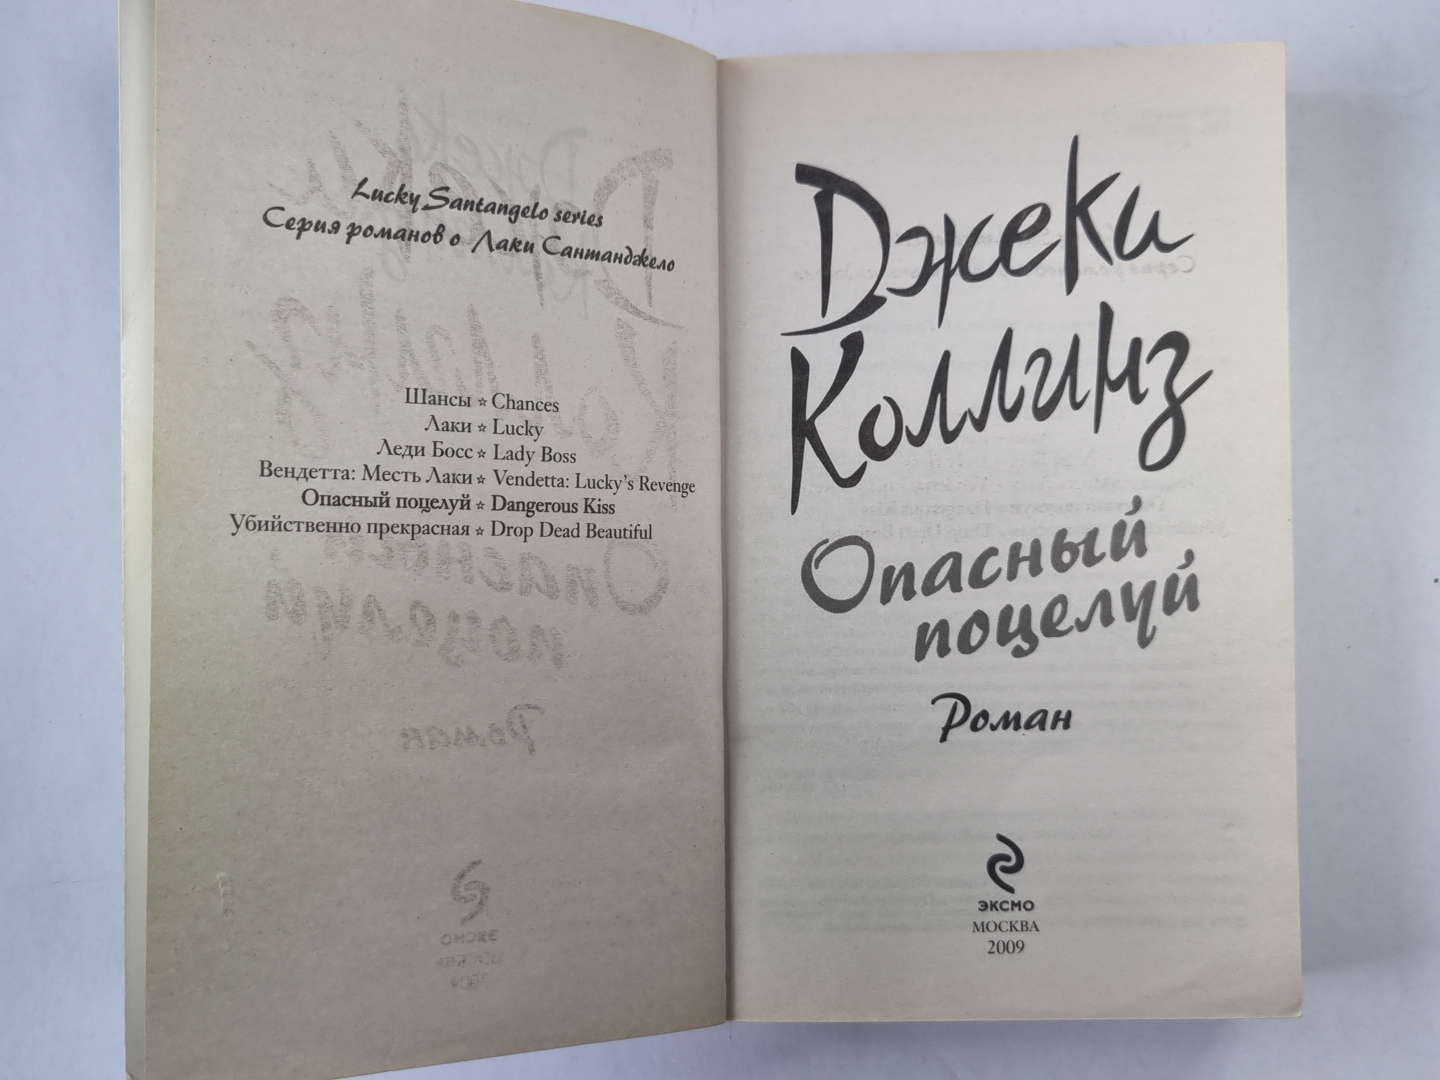 Lucky Santangelo series
Серия романов о Лаки Сантанджело
Шансы ☆ Chances
Лаки ☆ Lucky
Леди Босс ☆ Lady Boss
Вендетта: Месть Лаки ☆ Vendetta: Lucky's Revenge
Опасный поцелуй ☆ Dangerous Kiss
Убийственно прекрасная ☆ Drop Dead Beautiful
Джеки
Коллинз
Опасный
поцелуй
Роман
ЭКСМО
МОСКВА
2009